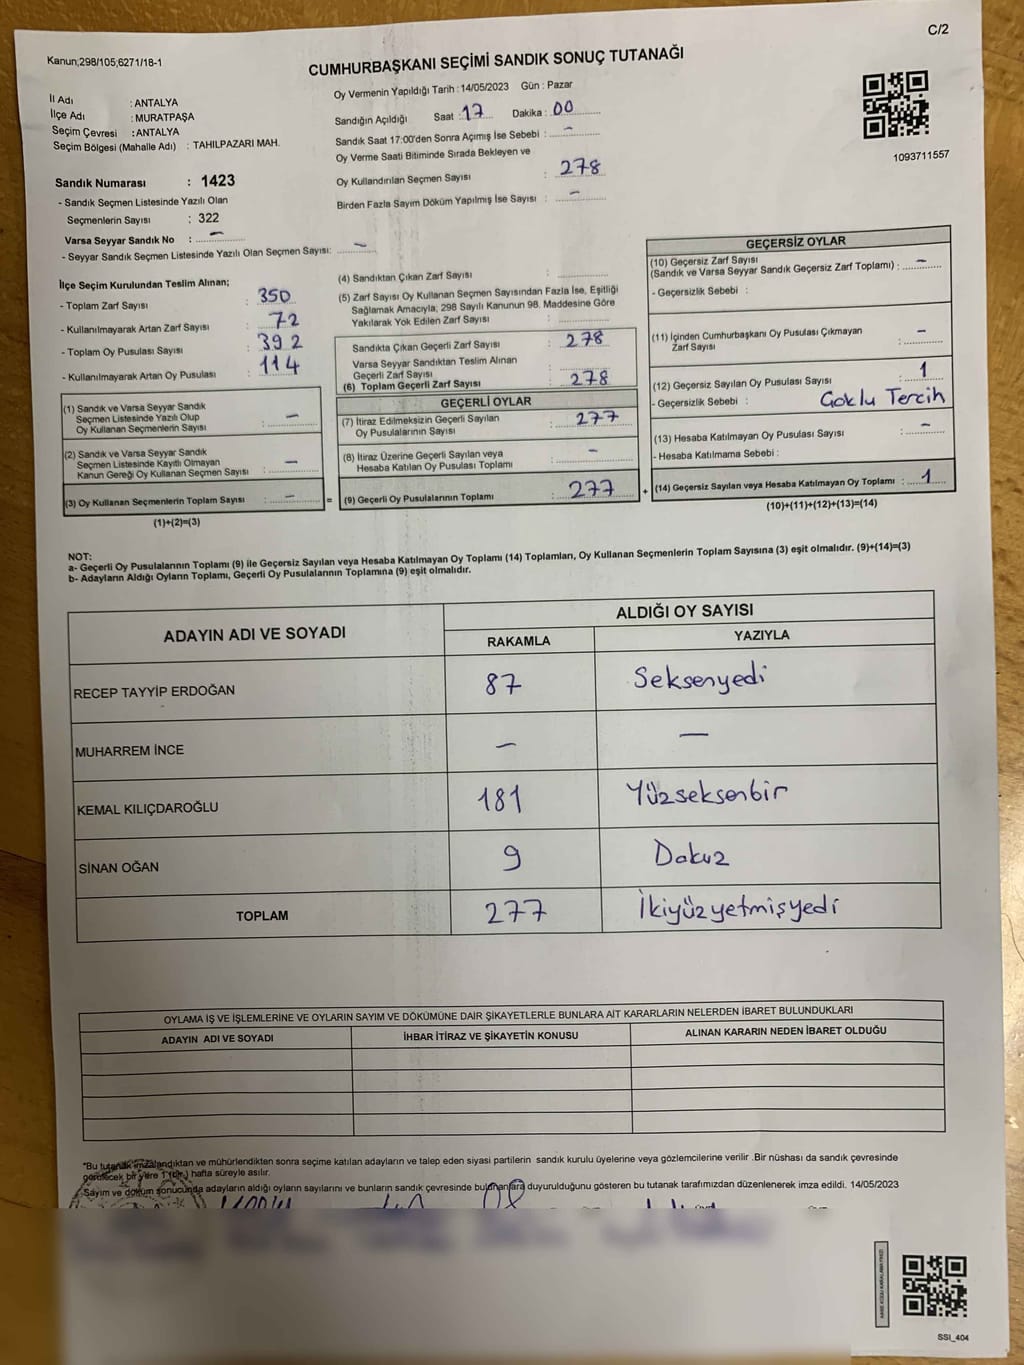 C/2
Kanun;298/105;6271/18-1
CUMHURBAŞKANI SEÇİMİ SANDIK SONUÇ TUTANAĞI
İl Adı : ANTALYA
İlçe Adı : MURATPAŞA
Seçim Çevresi : ANTALYA
Seçim Bölgesi (Mahalle Adı) : TAHILPAZARI MAH.
Oy Vermenin Yapıldığı Tarih : 14/05/2023 Gün : Pazar
Sandığın Açıldığı Saat : 17 Dakika : 00
Sandık Saat 17:00'den Sonra Açımış İse Sebebi : –
Oy Verme Saati Bitiminde Sırada Bekleyen ve
Oy Kullandırılan Seçmen Sayısı : 278
Birden Fazla Sayım Döküm Yapılmış İse Sayısı : –
1093711557
Sandık Numarası : 1423
- Sandık Seçmen Listesinde Yazılı Olan
Seçmenlerin Sayısı : 322
Varsa Seyyar Sandık No : –
- Seyyar Sandık Seçmen Listesinde Yazılı Olan Seçmen Sayısı: –
İlçe Seçim Kurulundan Teslim Alınan;
- Toplam Zarf Sayısı : 350
- Kullanılmayarak Artan Zarf Sayısı : 72
- Toplam Oy Pusulası Sayısı : 392
- Kullanılmayarak Artan Oy Pusulası : 114
(1) Sandık ve Varsa Seyyar Sandık
Seçmen Listesinde Yazılı Olup
Oy Kullanan Seçmenlerin Sayısı : –
(2) Sandık ve Varsa Seyyar Sandık
Seçmen Listesinde Kayıtlı Olmayan
Kanun Gereği Oy Kullanan Seçmen Sayısı : –
(3) Oy Kullanan Seçmenlerin Toplam Sayısı : – =
(1)+(2)=(3)
(4) Sandıktan Çıkan Zarf Sayısı :
(5) Zarf Sayısı Oy Kullanan Seçmen Sayısından Fazla İse, Eşitliği
Sağlamak Amacıyla; 298 Sayılı Kanunun 98. Maddesine Göre
Yakılarak Yok Edilen Zarf Sayısı :
Sandıkta Çıkan Geçerli Zarf Sayısı : 278
Varsa Seyyar Sandıktan Teslim Alınan
Geçerli Zarf Sayısı :
(6) Toplam Geçerli Zarf Sayısı : 278
GEÇERLİ OYLAR
(7) İtiraz Edilmeksizin Geçerli Sayılan
Oy Pusulalarının Sayısı : 277
(8) İtiraz Üzerine Geçerli Sayılan veya
Hesaba Katılan Oy Pusulası Toplamı : –
(9) Geçerli Oy Pusulalarının Toplamı : 277 +
GEÇERSİZ OYLAR
(10) Geçersiz Zarf Sayısı
(Sandık ve Varsa Seyyar Sandık Geçersiz Zarf Toplamı) : –
- Geçersizlik Sebebi :
(11) İçinden Cumhurbaşkanı Oy Pusulası Çıkmayan
Zarf Sayısı : –
(12) Geçersiz Sayılan Oy Pusulası Sayısı : 1
- Geçersizlik Sebebi : Çoklu Tercih
(13) Hesaba Katılmayan Oy Pusulası Sayısı : –
- Hesaba Katılmama Sebebi :
(14) Geçersiz Sayılan veya Hesaba Katılmayan Oy Toplamı : 1
(10)+(11)+(12)+(13)=(14)
NOT:
a- Geçerli Oy Pusulalarının Toplamı (9) ile Geçersiz Sayılan veya Hesaba Katılmayan Oy Toplamı (14) Toplamları, Oy Kullanan Seçmenlerin Toplam Sayısına (3) eşit olmalıdır. (9)+(14)=(3)
b- Adayların Aldığı Oyların Toplamı, Geçerli Oy Pusulalarının Toplamına (9) eşit olmalıdır.
ADAYIN ADI VE SOYADI ALDIĞI OY SAYISI
RAKAMLA YAZIYLA
RECEP TAYYİP ERDOĞAN 87 Seksenyedi
MUHARREM İNCE – –
KEMAL KILIÇDAROĞLU 181 Yüzseksenbir
SİNAN OĞAN 9 Dokuz
TOPLAM 277 İkiyüzyetmişyedi
OYLAMA İŞ VE İŞLEMLERİNE VE OYLARIN SAYIM VE DÖKÜMÜNE DAİR ŞİKAYETLERLE BUNLARA AİT KARARLARIN NELERDEN İBARET BULUNDUKLARI
ADAYIN ADI VE SOYADI İHBAR İTİRAZ VE ŞİKAYETİN KONUSU ALINAN KARARIN NEDEN İBARET OLDUĞU
*Bu tutanak imzalandıktan ve mühürlendikten sonra seçime katılan adayların ve talep eden siyasi partilerin sandık kurulu üyelerine veya gözlemcilerine verilir .Bir nüshası da sandık çevresinde
görülecek bir yere 1 (bir) hafta süreyle asılır.
Sayım ve döküm sonucunda adayların aldığı oyların sayılarını ve bunların sandık çevresinde bulunanlara duyurulduğunu gösteren bu tutanak tarafımızdan düzenlenerek imza edildi. 14/05/2023
SSİ_404